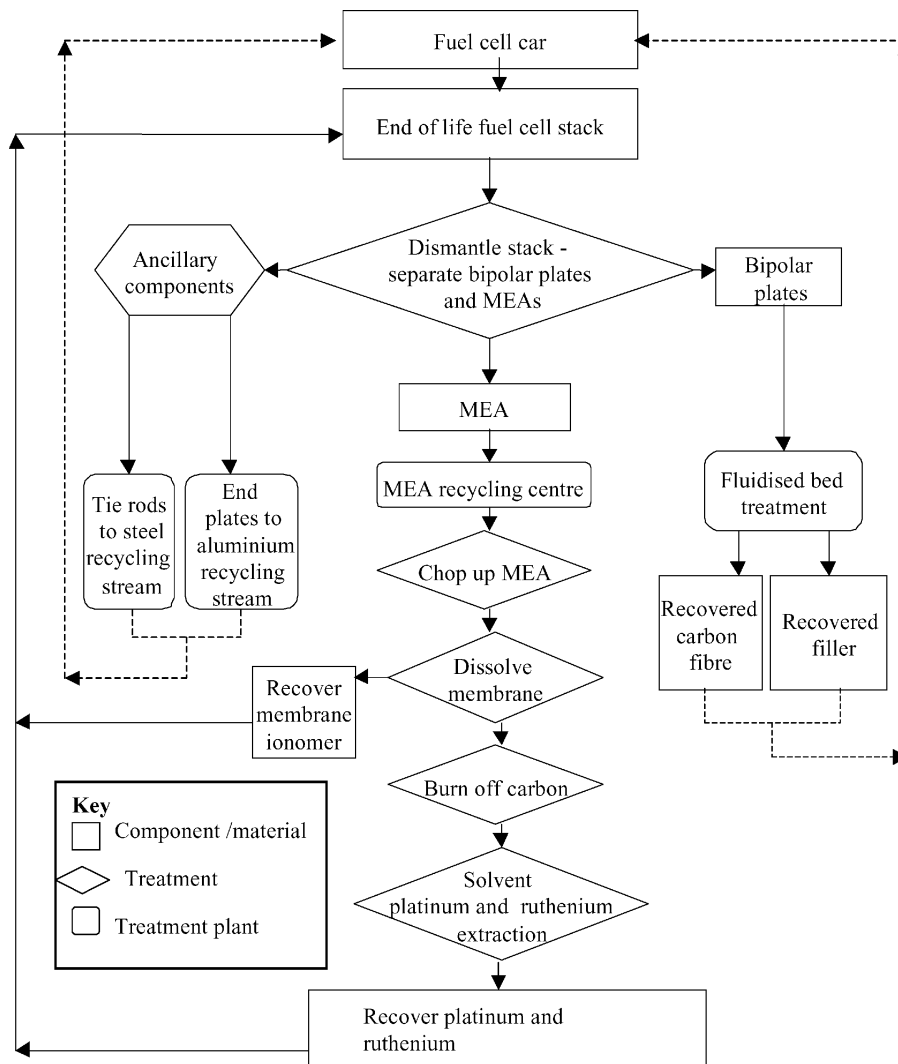 Fuel cell car
End of life fuel cell stack
Dismantle stack -
separate bipolar plates
and MEAs
Ancillary
components
Bipolar
plates
MEA
Tie rods
to steel
recycling
stream
End
plates to
aluminium
recycling
stream
MEA recycling centre
Fluidised bed
treatment
Chop up MEA
Recovered
carbon
fibre
Recovered
filler
Dissolve
membrane
Recover
membrane
ionomer
Burn off carbon
Key
Component /material
Treatment
Treatment plant
Solvent
platinum and ruthenium
extraction
Recover platinum and
ruthenium